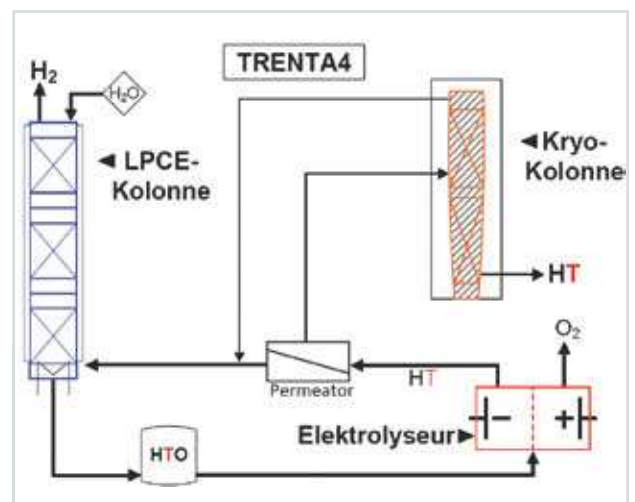 TRENTA4
H₂
H₂O
◄ LPCE-
Kolonne
◄ Kryo-
Kolonne
HT
O₂
HT
Permeator
Elektrolyseur►
− +
HTO